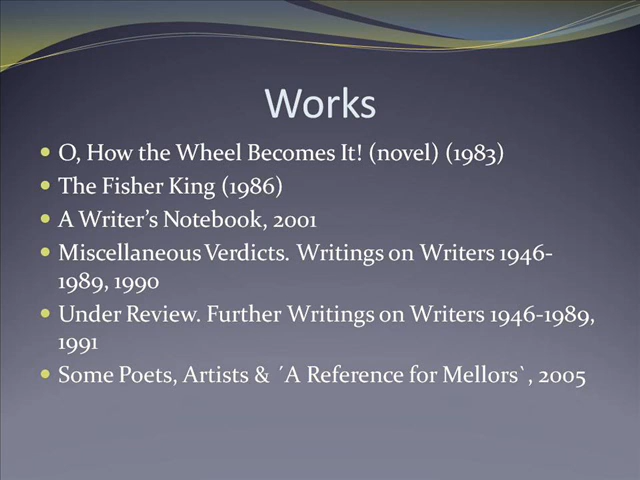 Works
• O, How the Wheel Becomes It! (novel) (1983)
• The Fisher King (1986)
• A Writer’s Notebook, 2001
• Miscellaneous Verdicts. Writings on Writers 1946-
1989, 1990
• Under Review. Further Writings on Writers 1946-1989,
1991
• Some Poets, Artists & ´A Reference for Mellors`, 2005